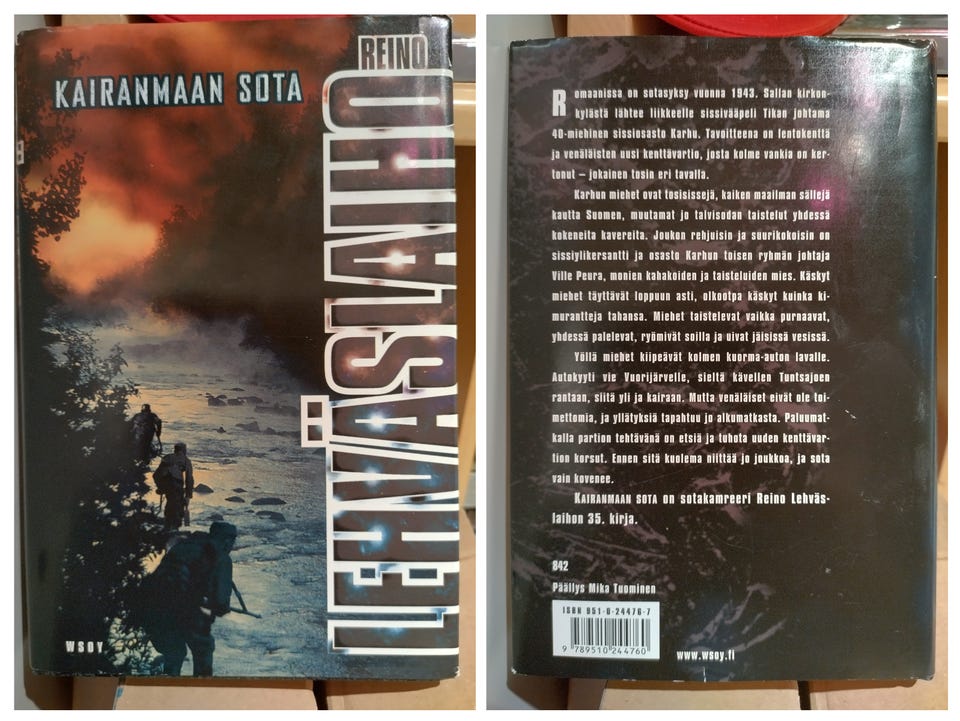 REINO
LEHVÄSLAIHO
KAIRANMAAN SOTA
WSOY
Romaanissa on sotasyksy vuonna 1943. Sallan kirkon-
kylästä lähtee liikkeelle sissivääpeli Tikan johtama
40-miehinen sissiosasto Karhu. Tavoitteena on lentokenttä
ja venäläisten uusi kenttävartio, josta kolme vankia on ker-
tonut – jokainen tosin eri tavalla.
Karhun miehet ovat tosisissejä, kaiken maailman sällejä
kautta Suomen, muutamat jo talvisodan taistelut yhdessä
kokeneita kavereita. Joukon rehjuisin ja suurikokoisin on
sissiylikersantti ja osasto Karhun toisen ryhmän johtaja
Ville Peura, monien kahakoiden ja taisteluiden mies. Käskyt
miehet täyttävät loppuun asti, olkootpa käskyt kuinka ki-
murantteja tahansa. Miehet taistelevat vaikka purnaavat,
yhdessä palelevat, ryömivät soilla ja uivat jäisissä vesissä.
Yöllä miehet kiipeävät kolmen kuorma-auton lavalle.
Autokyyti vie Vuorijärvelle, sieltä kävellen Tuntsajoen
rantaan, siitä yli ja kairaan. Mutta venäläiset eivät ole toi-
mettomia, ja yllätyksiä tapahtuu jo alkumatkasta. Paluumat-
kalla partion tehtävänä on etsiä ja tuhota uuden kenttävar-
tion korsut. Ennen sitä kuolema niittää jo joukkoa, ja sota
vain kovenee.
KAIRANMAAN SOTA on sotakamreeri Reino Lehväs-
laihon 35. kirja.
842
Päällys Mika Tuominen
ISBN 951-0-24476-7
9 789510 244760
www.wsoy.fi